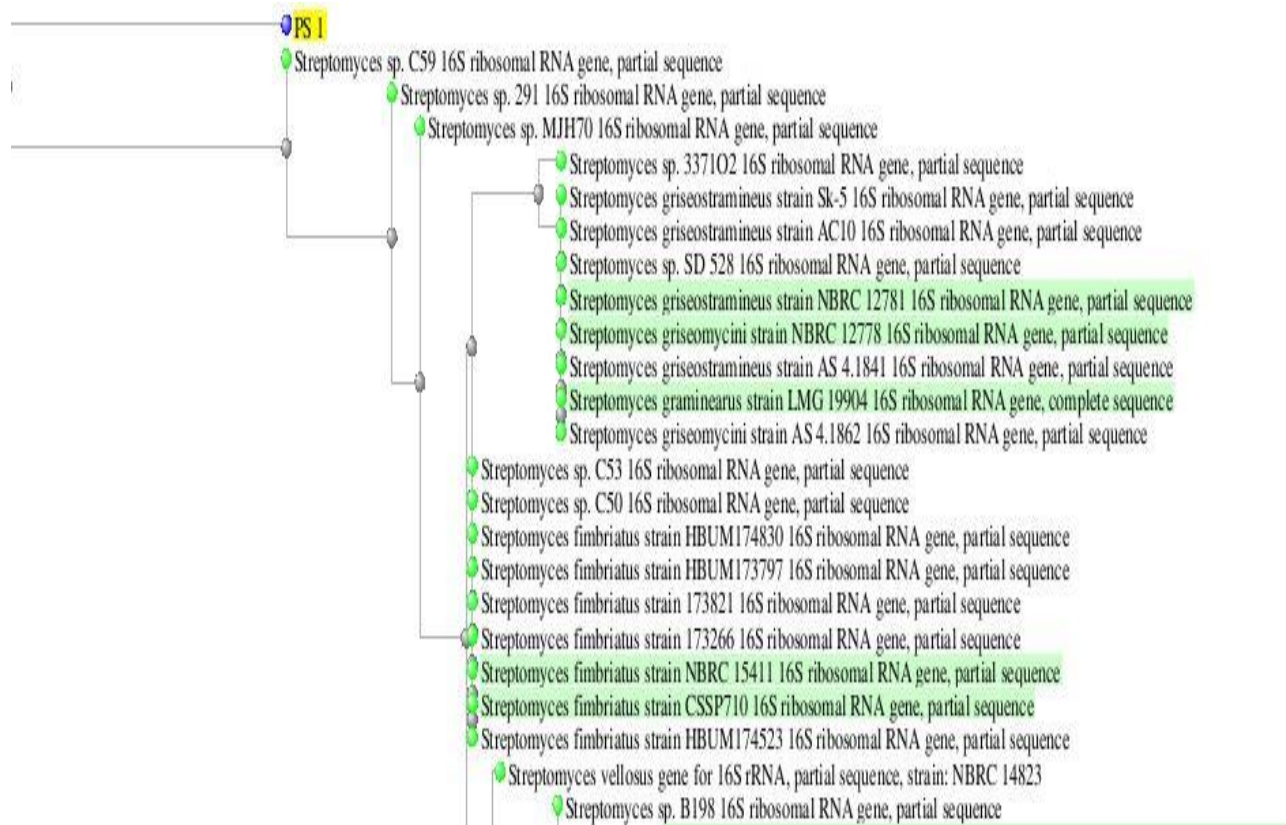 PS 1
Streptomyces sp. C59 16S ribosomal RNA gene, partial sequence
Streptomyces sp. 291 16S ribosomal RNA gene, partial sequence
Streptomyces sp. MJH70 16S ribosomal RNA gene, partial sequence
Streptomyces sp. 3371O2 16S ribosomal RNA gene, partial sequence
Streptomyces griseostramineus strain Sk-5 16S ribosomal RNA gene, partial sequence
Streptomyces griseostramineus strain AC10 16S ribosomal RNA gene, partial sequence
Streptomyces sp. SD 528 16S ribosomal RNA gene, partial sequence
Streptomyces griseostramineus strain NBRC 12781 16S ribosomal RNA gene, partial sequence
Streptomyces griseomycini strain NBRC 12778 16S ribosomal RNA gene, partial sequence
Streptomyces griseostramineus strain AS 4.1841 16S ribosomal RNA gene, partial sequence
Streptomyces graminearus strain LMG 19904 16S ribosomal RNA gene, complete sequence
Streptomyces griseomycini strain AS 4.1862 16S ribosomal RNA gene, partial sequence
Streptomyces sp. C53 16S ribosomal RNA gene, partial sequence
Streptomyces sp. C50 16S ribosomal RNA gene, partial sequence
Streptomyces fimbriatus strain HBUM174830 16S ribosomal RNA gene, partial sequence
Streptomyces fimbriatus strain HBUM173797 16S ribosomal RNA gene, partial sequence
Streptomyces fimbriatus strain 173821 16S ribosomal RNA gene, partial sequence
Streptomyces fimbriatus strain 173266 16S ribosomal RNA gene, partial sequence
Streptomyces fimbriatus strain NBRC 15411 16S ribosomal RNA gene, partial sequence
Streptomyces fimbriatus strain CSSP710 16S ribosomal RNA gene, partial sequence
Streptomyces fimbriatus strain HBUM174523 16S ribosomal RNA gene, partial sequence
Streptomyces vellosus gene for 16S rRNA, partial sequence, strain: NBRC 14823
Streptomyces sp. B198 16S ribosomal RNA gene, partial sequence